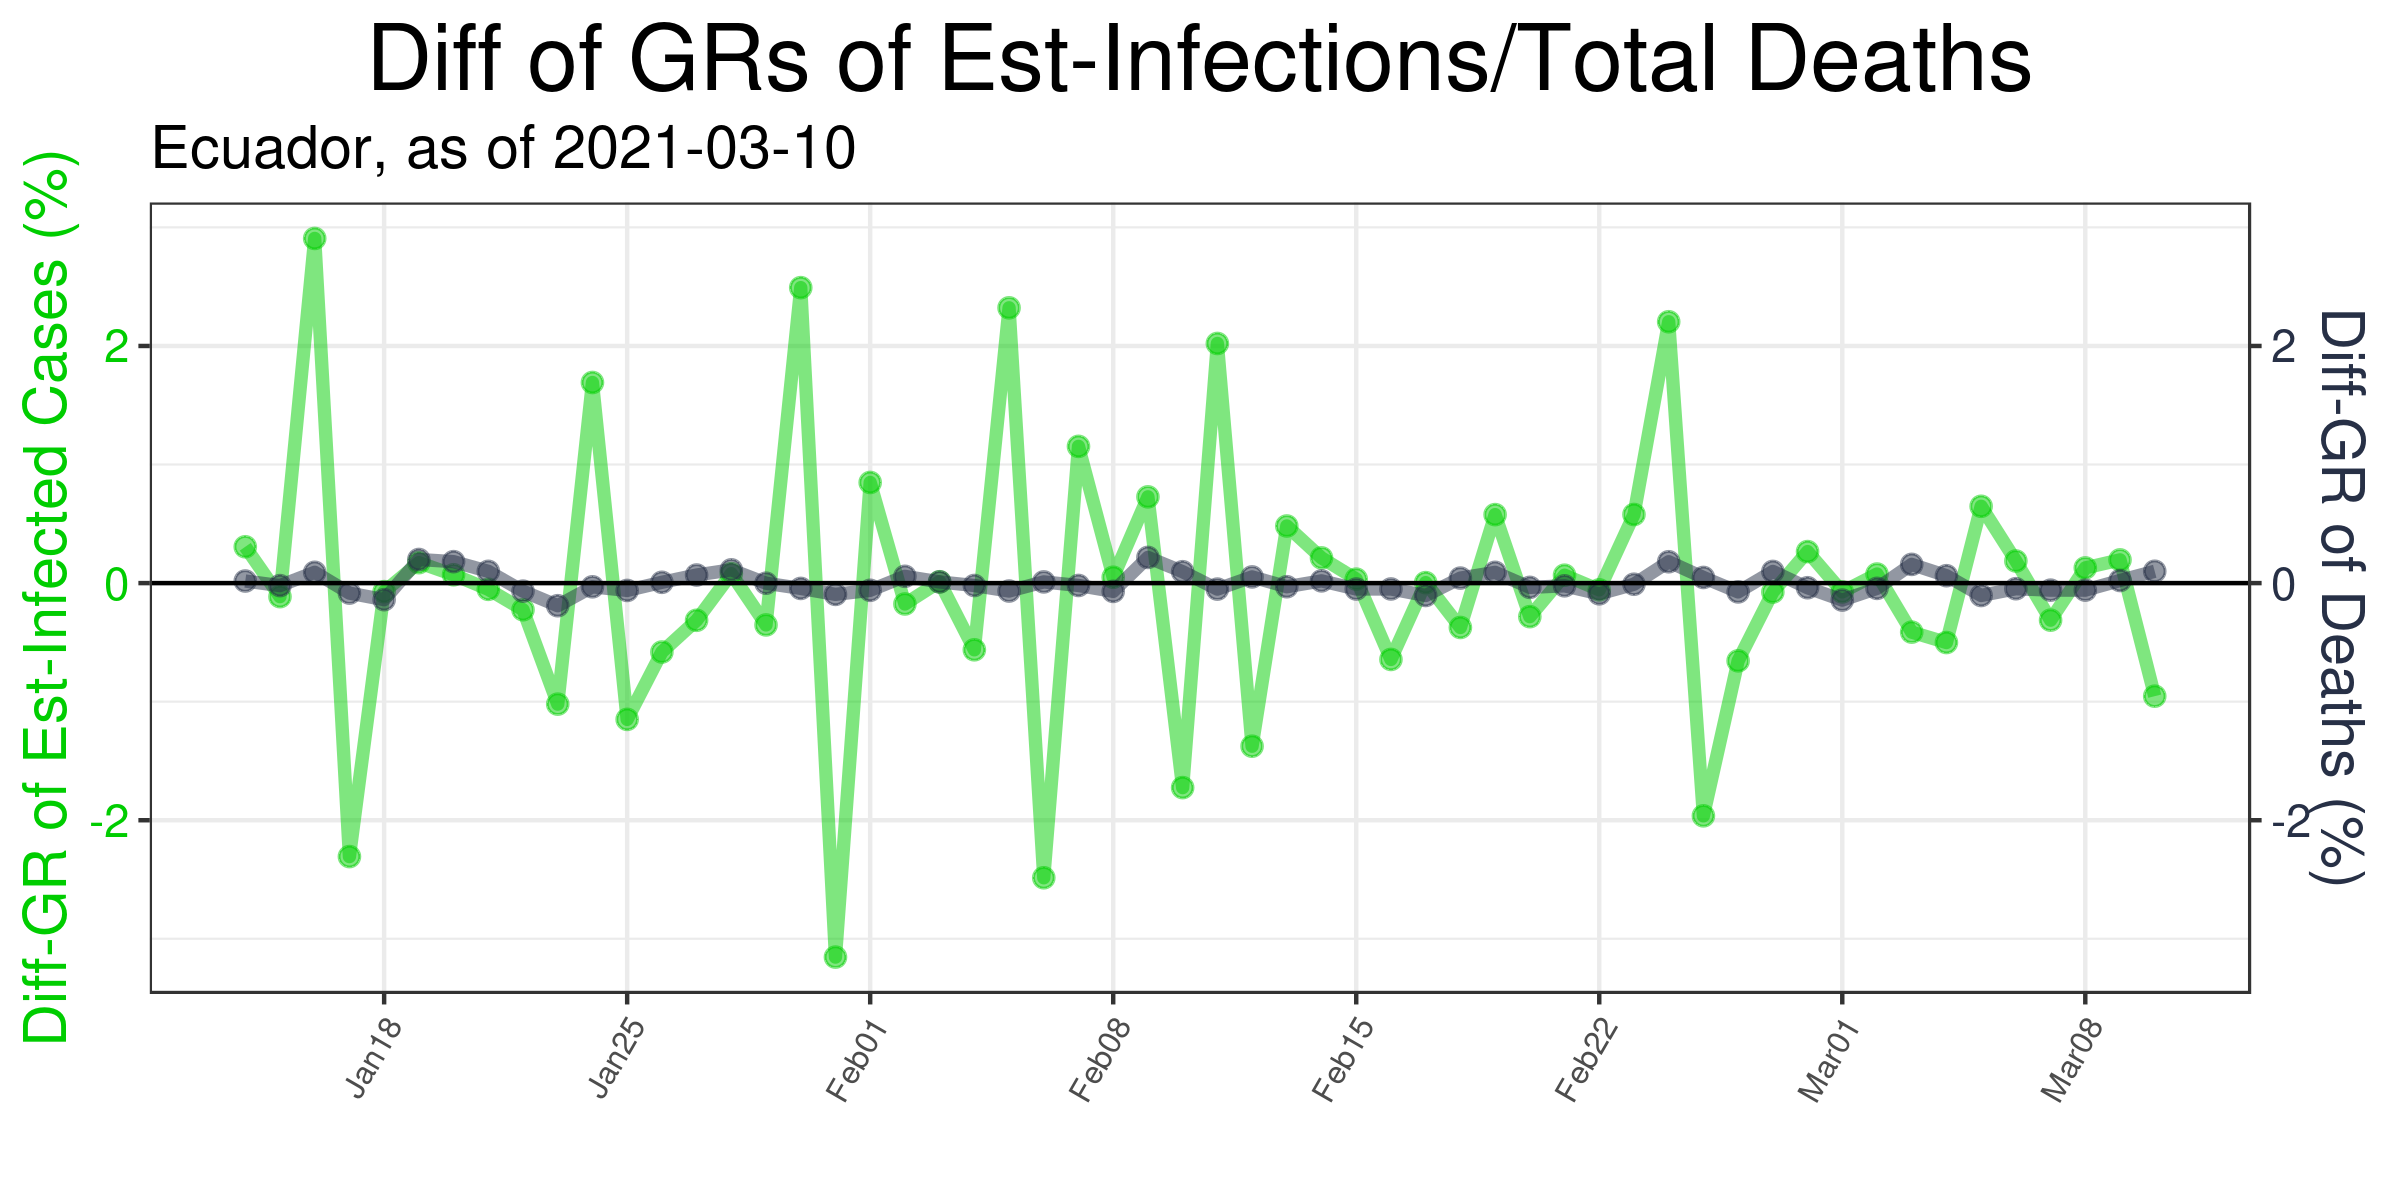 Diff of GRs of Est-Infections/Total Deaths
Ecuador, as of 2021-03-10
Diff-GR of Est-Infected Cases (%)
2
0
-2
2
0
-2
Diff-GR of Deaths (%)
Jan18
Jan25
Feb01
Feb08
Feb15
Feb22
Mar01
Mar08